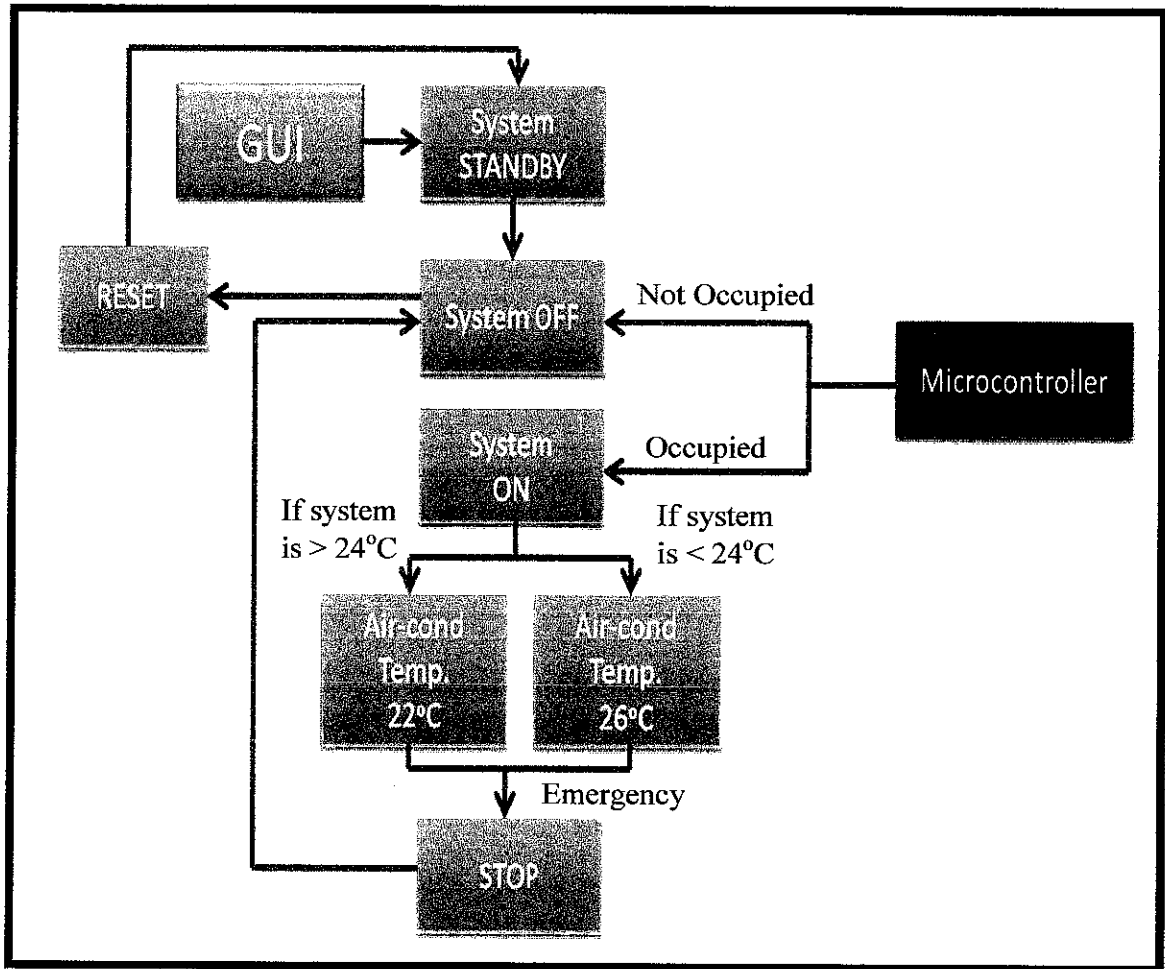 GUI
System
STANDBY
RESET
System OFF
Not Occupied
Microcontroller
System
ON
Occupied
If system
is > 24°C
If system
is < 24°C
Air-cond
Temp.
22°C
Air-cond
Temp.
26°C
Emergency
STOP